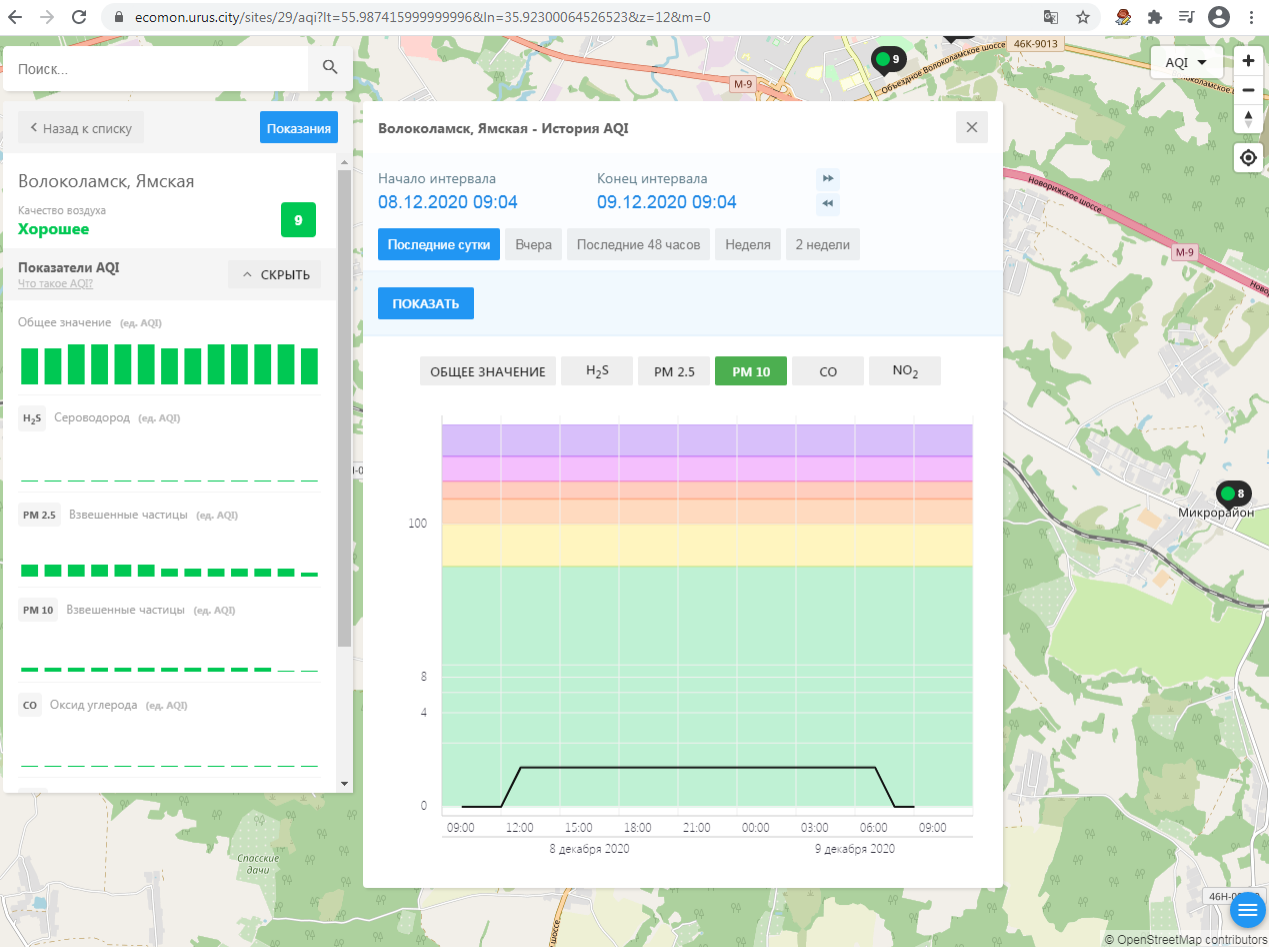 ecomon.urus.city/sites/29/aqi?lt=55.987415999999996&ln=35.92300064526523&z=12&m=0
Поиск...
9
Объездное Волоколамское шоссе
46К-9013
М-9
AQI
Назад к списку
Показания
Волоколамск, Ямская
Качество воздуха
Хорошее
9
Показатели AQI
Что такое AQI?
СКРЫТЬ
Общее значение (ед. AQI)
H2S Сероводород (ед. AQI)
PM 2.5 Взвешенные частицы (ед. AQI)
PM 10 Взвешенные частицы (ед. AQI)
CO Оксид углерода (ед. AQI)
Волоколамск, Ямская - История AQI
Начало интервала
08.12.2020 09:04
Конец интервала
09.12.2020 09:04
Последние сутки
Вчера
Последние 48 часов
Неделя
2 недели
ПОКАЗАТЬ
ОБЩЕЕ ЗНАЧЕНИЕ
H2S
PM 2.5
PM 10
CO
NO2
100
8
4
0
09:00 12:00 15:00 18:00 21:00 00:00 03:00 06:00 09:00
8 декабря 2020 9 декабря 2020
Новорижское шоссе
М-9
8
Микрорайон
Спасские
дачи
© OpenStreetMap contributors